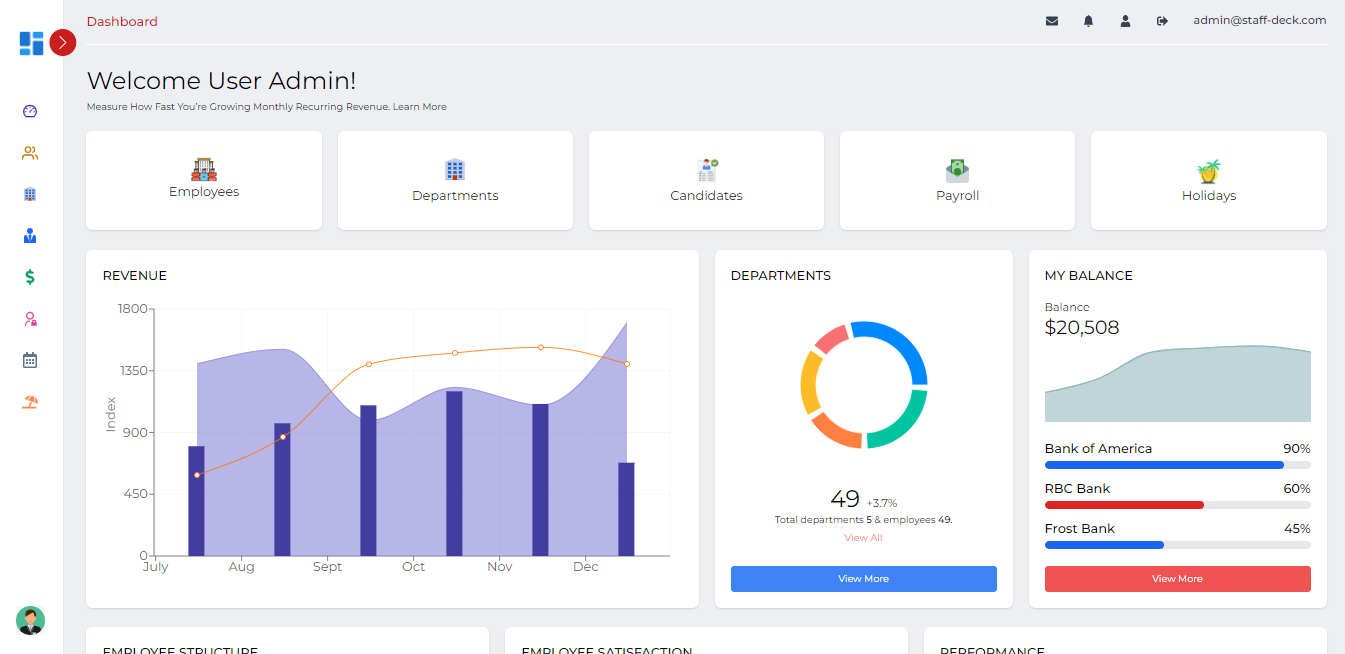 Dashboard
admin@staff-deck.com
Welcome User Admin!
Measure How Fast You're Growing Monthly Recurring Revenue. Learn More
Employees
Departments
Candidates
Payroll
Holidays
REVENUE
1800
1350
900
450
0
Index
July
Aug
Sept
Oct
Nov
Dec
DEPARTMENTS
49 +3.7%
Total departments 5 & employees 49.
View All
View More
MY BALANCE
Balance
$20,508
Bank of America 90%
RBC Bank 60%
Frost Bank 45%
View More
EMPLOYEE STRUCTURE
EMPLOYEE SATISFACTION
PERFORMANCE